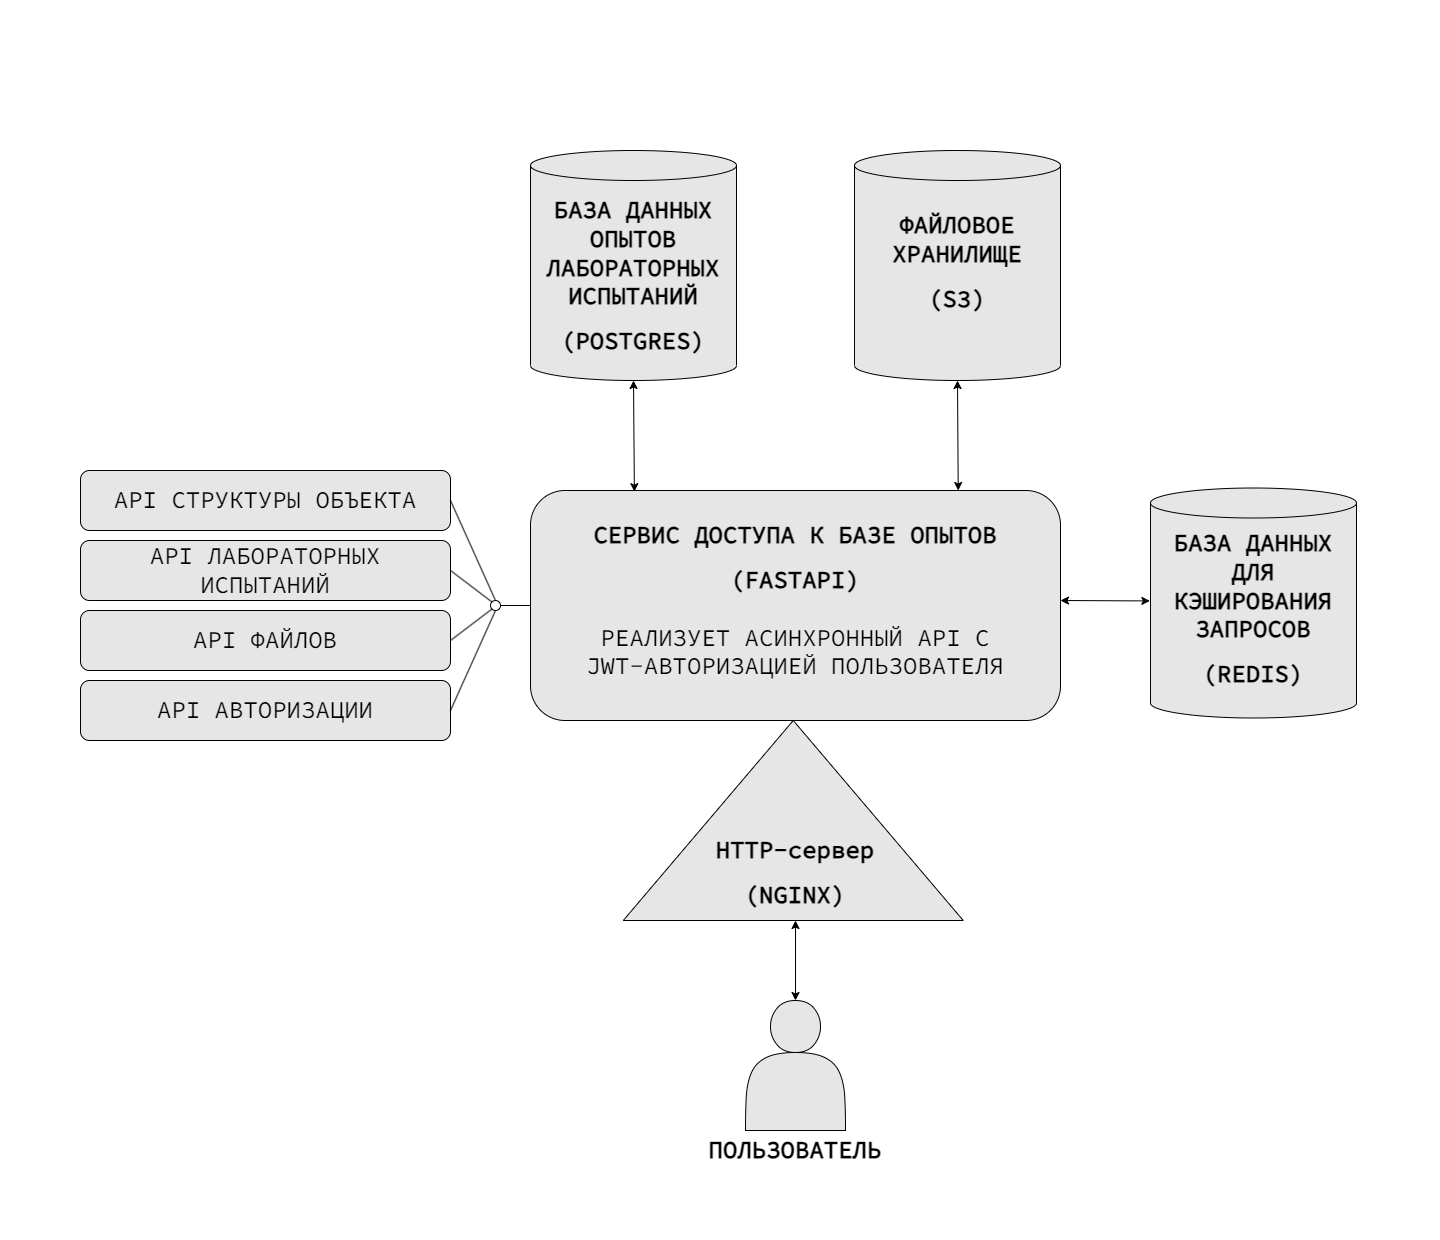 БАЗА ДАННЫХ
ОПЫТОВ
ЛАБОРАТОРНЫХ
ИСПЫТАНИЙ
(POSTGRES)
ФАЙЛОВОЕ
ХРАНИЛИЩЕ
(S3)
API СТРУКТУРЫ ОБЪЕКТА
API ЛАБОРАТОРНЫХ
ИСПЫТАНИЙ
API ФАЙЛОВ
API АВТОРИЗАЦИИ
СЕРВИС ДОСТУПА К БАЗЕ ОПЫТОВ
(FASTAPI)
РЕАЛИЗУЕТ АСИНХРОННЫЙ API С
JWT-АВТОРИЗАЦИЕЙ ПОЛЬЗОВАТЕЛЯ
БАЗА ДАННЫХ
ДЛЯ
КЭШИРОВАНИЯ
ЗАПРОСОВ
(REDIS)
HTTP-сервер
(NGINX)
ПОЛЬЗОВАТЕЛЬ